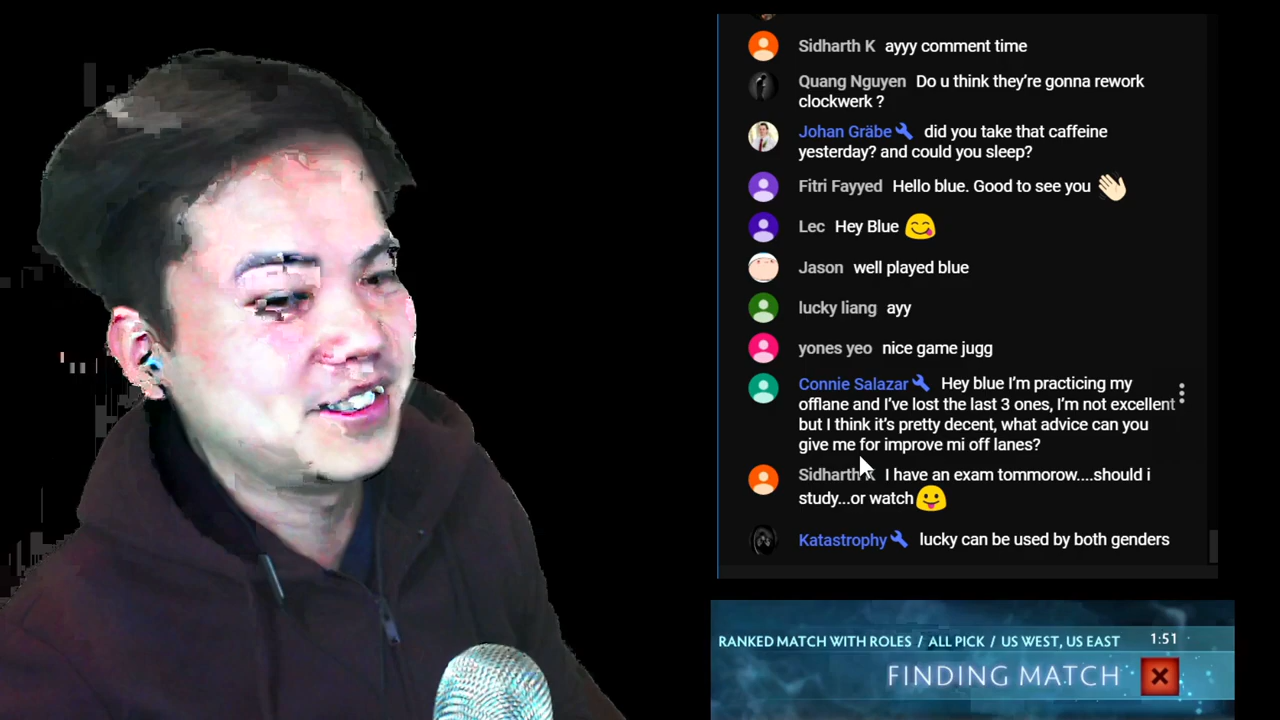 Sidharth K ayyy comment time
Quang Nguyen Do u think they're gonna rework
clockwerk ?
Johan Gräbe did you take that caffeine
yesterday? and could you sleep?
Fitri Fayyed Hello blue. Good to see you
Lec Hey Blue
Jason well played blue
lucky liang ayy
yones yeo nice game jugg
Connie Salazar Hey blue I'm practicing my
offlane and I've lost the last 3 ones, I'm not excellent
but I think it's pretty decent, what advice can you
give me for improve mi off lanes?
Sidharth K I have an exam tommorow....should i
study...or watch
Katastrophy lucky can be used by both genders
RANKED MATCH WITH ROLES / ALL PICK / US WEST, US EAST 1:51
FINDING MATCH